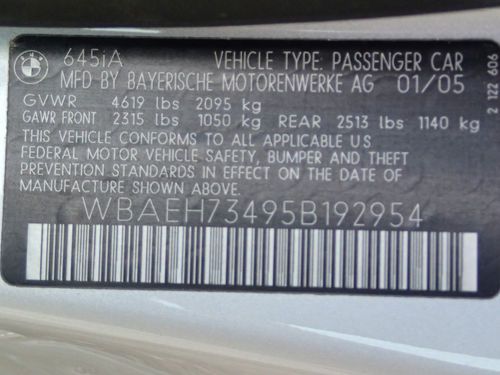 BMW
645iA VEHICLE TYPE: PASSENGER CAR
MFD BY BAYERISCHE MOTORENWERKE AG 01/05
GVWR 4619 lbs 2095 kg
GAWR FRONT 2315 lbs 1050 kg REAR 2513 lbs 1140 kg
THIS VEHICLE CONFORMS TO ALL APPLICABLE US
FEDERAL MOTOR VEHICLE SAFETY, BUMPER AND THEFT
PREVENTION STANDARDS IN EFFECT ON THE DATE OF
MANUFACTURE SHOWN ABOVE.
WBAEH73495B192954
2 122 606